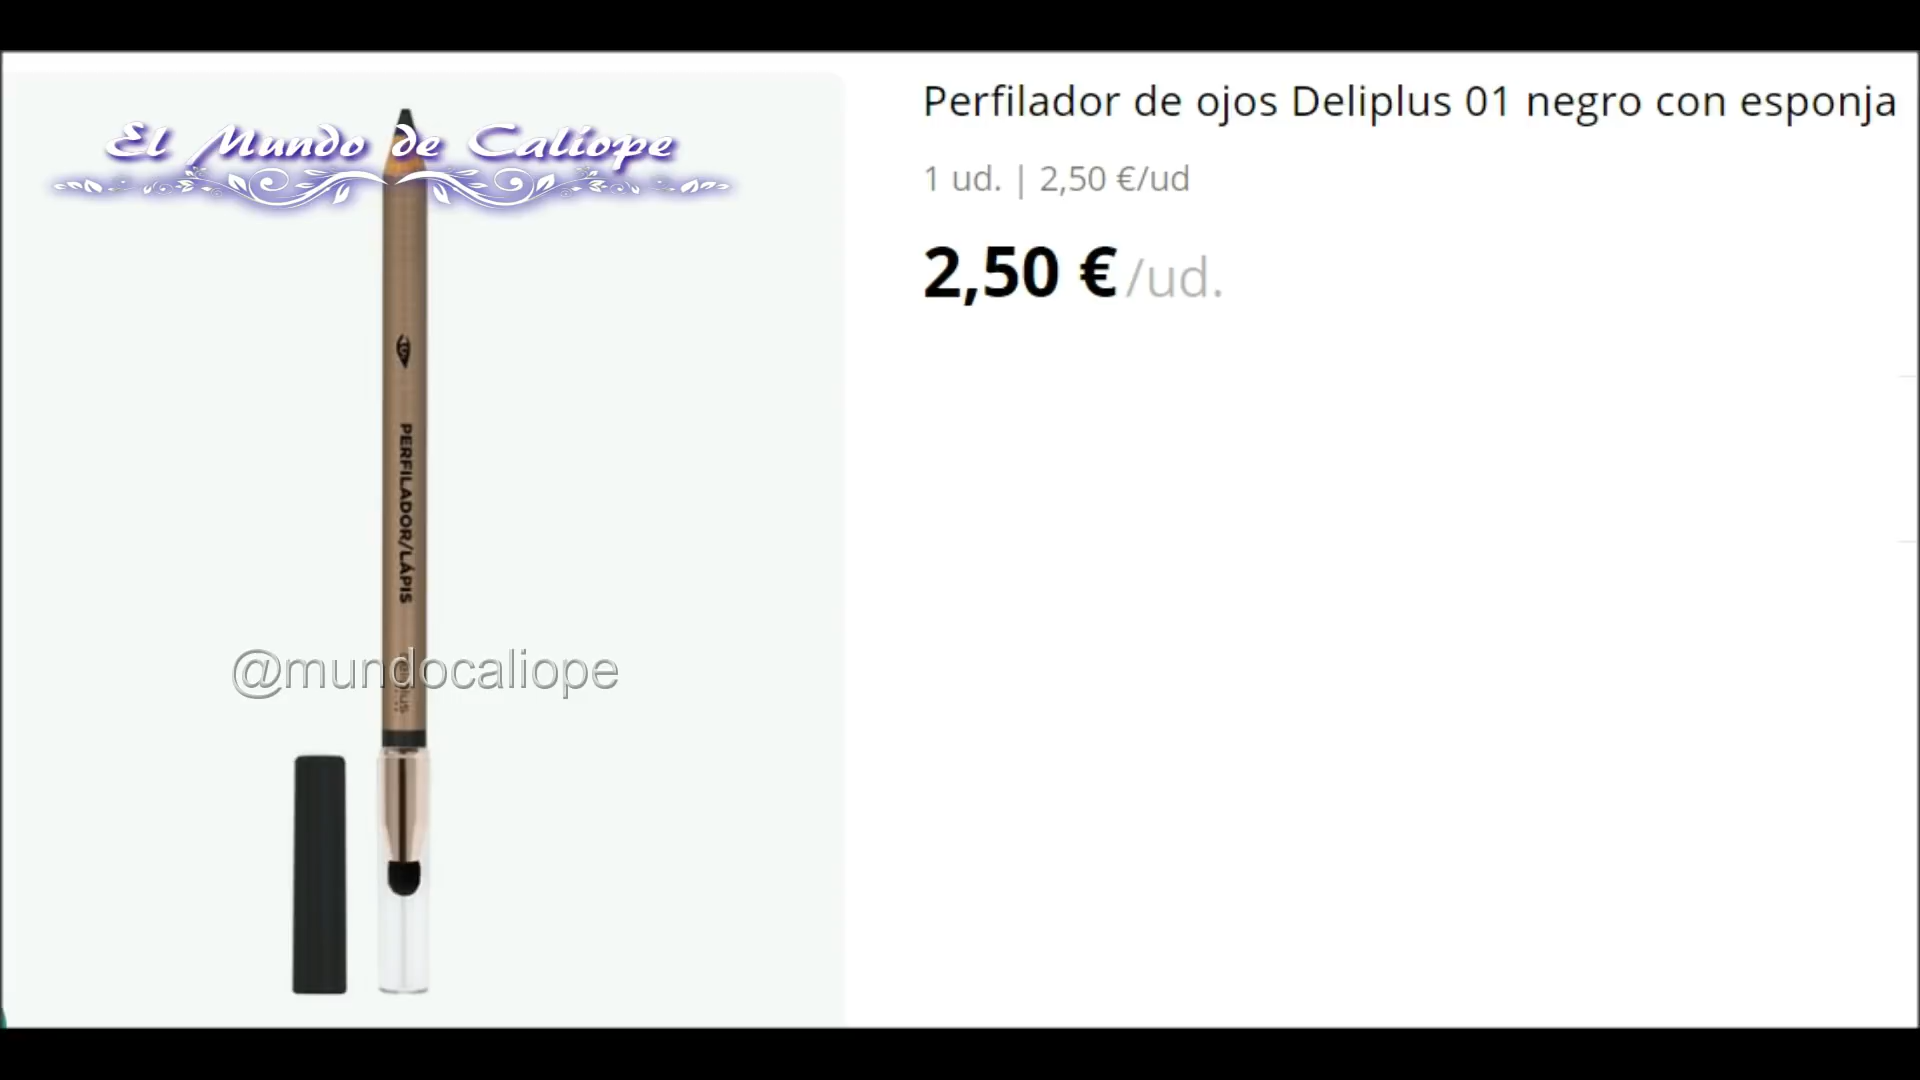 El Mundo de Calíope
Perfilador de ojos Deliplus 01 negro con esponja
1 ud. | 2,50 €/ud
2,50 €/ud.
PERFILADOR/LÁPIS
@mundocaliope